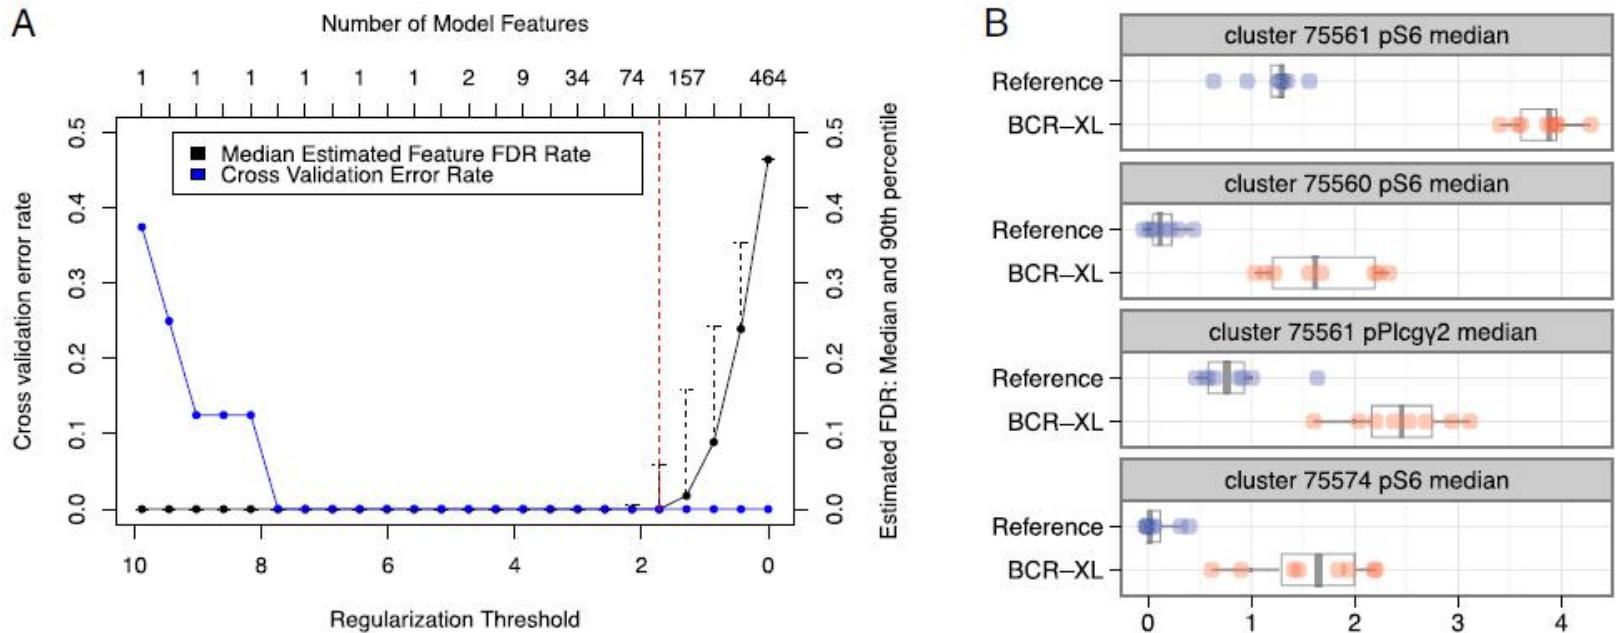 A
Number of Model Features
1 1 1 1 1 1 2 9 34 74 157 464
Cross validation error rate
0.0 0.1 0.2 0.3 0.4 0.5
Median Estimated Feature FDR Rate
Cross Validation Error Rate
0.0 0.1 0.2 0.3 0.4 0.5
Estimated FDR: Median and 90th percentile
10 8 6 4 2 0
Regularization Threshold
B
cluster 75561 pS6 median
Reference
BCR–XL
cluster 75560 pS6 median
Reference
BCR–XL
cluster 75561 pPlcgγ2 median
Reference
BCR–XL
cluster 75574 pS6 median
Reference
BCR–XL
0 1 2 3 4